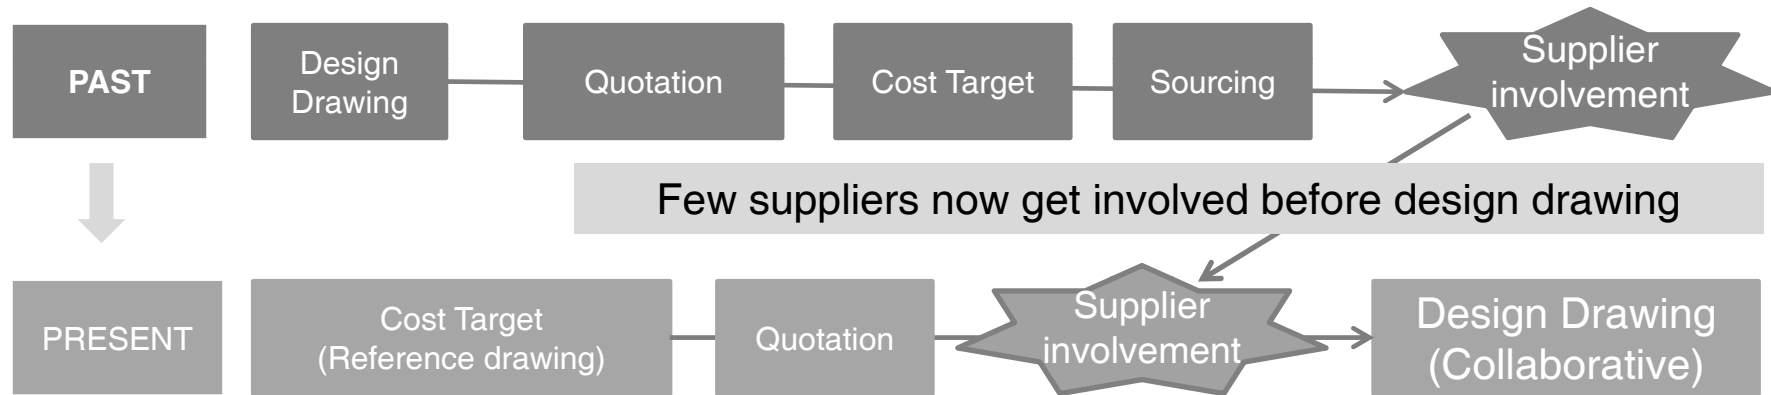 PAST
Design
Drawing
Quotation
Cost Target
Sourcing
Supplier
involvement
Few suppliers now get involved before design drawing
PRESENT
Cost Target
(Reference drawing)
Quotation
Supplier
involvement
Design Drawing
(Collaborative)